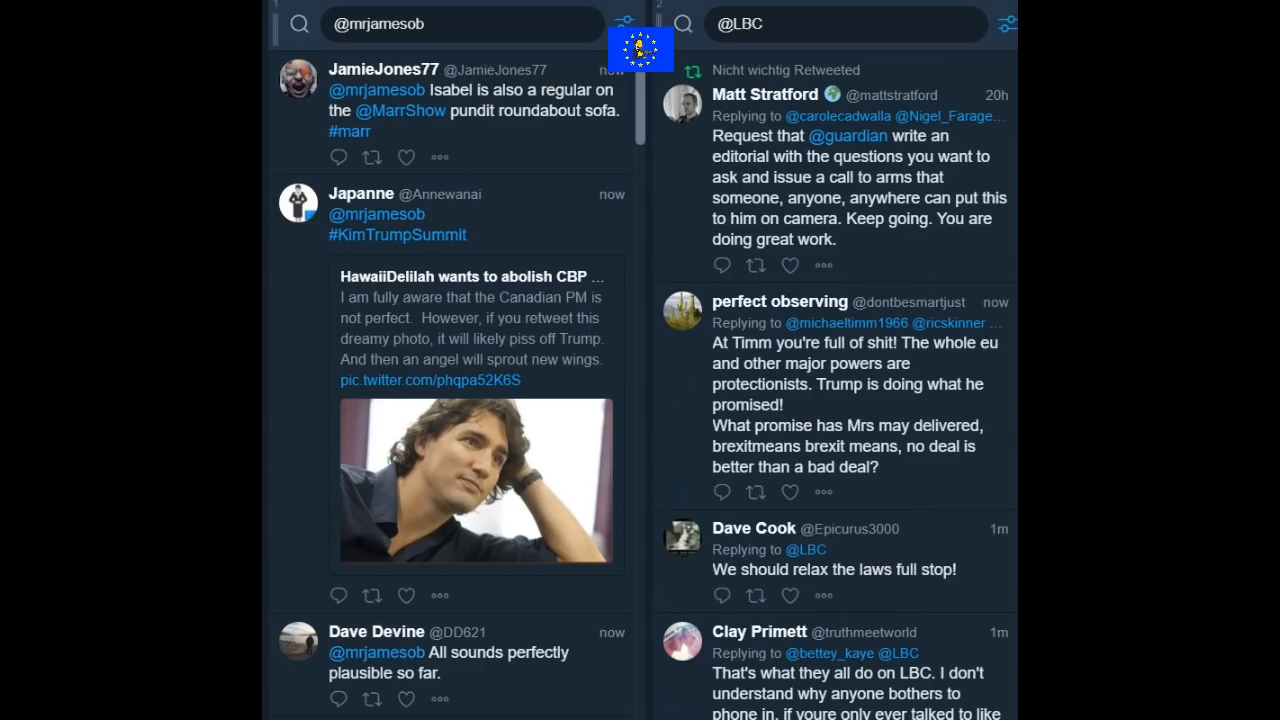 1
@mrjamesob
JamieJones77 @JamieJones77 now
@mrjamesob Isabel is also a regular on
the @MarrShow pundit roundabout sofa.
#marr
Japanne @Annewanai now
@mrjamesob
#KimTrumpSummit
HawaiiDelilah wants to abolish CBP ...
I am fully aware that the Canadian PM is
not perfect. However, if you retweet this
dreamy photo, it will likely piss off Trump.
And then an angel will sprout new wings.
pic.twitter.com/phqpa52K6S
Dave Devine @DD621 now
@mrjamesob All sounds perfectly
plausible so far.
2
@LBC
Nicht wichtig Retweeted
Matt Stratford @mattstratford 20h
Replying to @carolecadwalla @Nigel_Farage...
Request that @guardian write an
editorial with the questions you want to
ask and issue a call to arms that
someone, anyone, anywhere can put this
to him on camera. Keep going. You are
doing great work.
perfect observing @dontbesmartjust now
Replying to @michaeltimm1966 @ricskinner ...
At Timm you're full of shit! The whole eu
and other major powers are
protectionists. Trump is doing what he
promised!
What promise has Mrs may delivered,
brexitmeans brexit means, no deal is
better than a bad deal?
Dave Cook @Epicurus3000 1m
Replying to @LBC
We should relax the laws full stop!
Clay Primett @truthmeetworld 1m
Replying to @bettey_kaye @LBC
That's what they all do on LBC. I don't
understand why anyone bothers to
phone in, if youre only ever talked to like